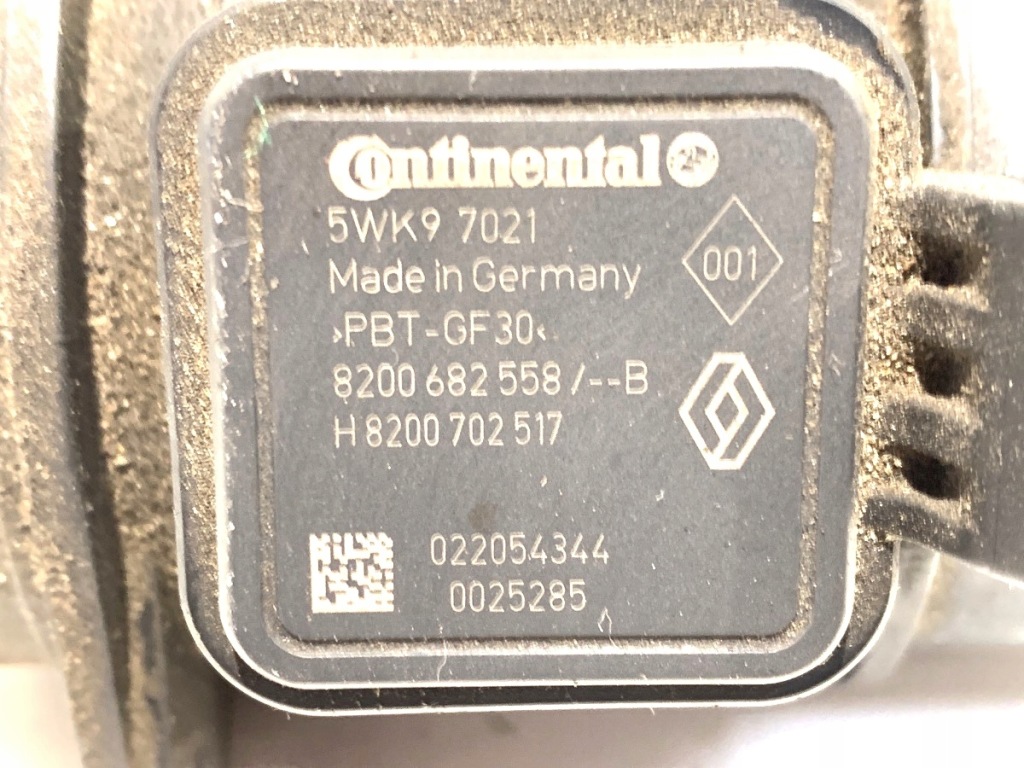 Continental
5WK9 7021
001
Made in Germany
›PBT-GF30‹
8200 682 558 /--B
H 8200 702 517
022054344
0025285